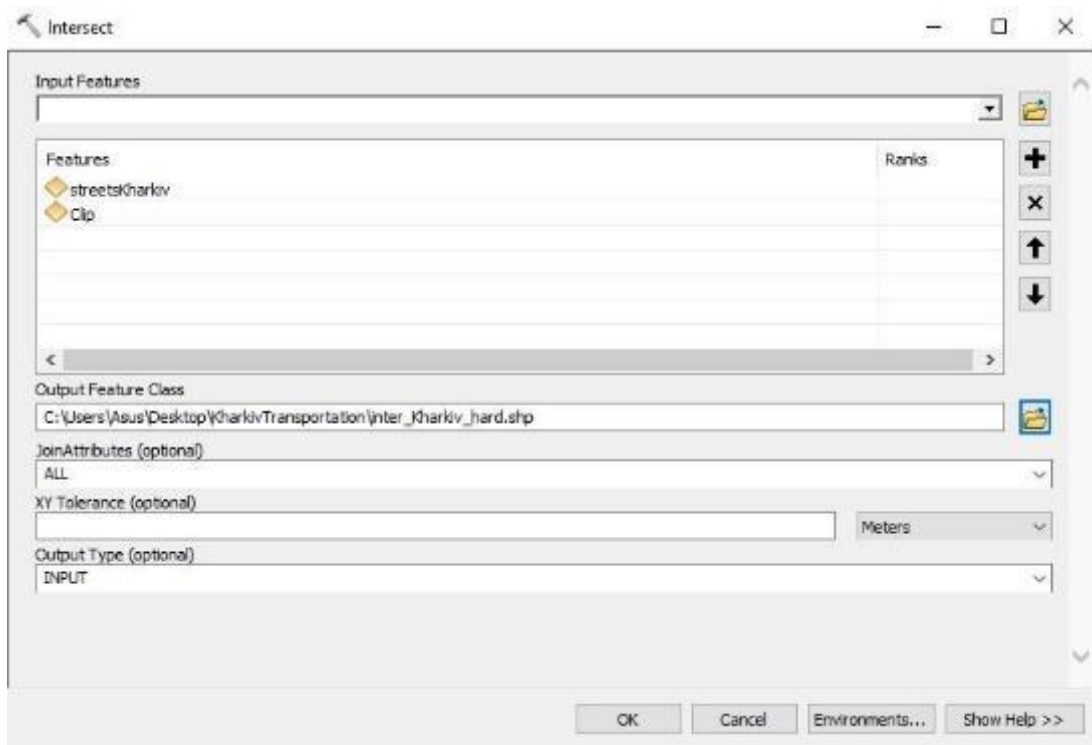 Intersect
Input Features
Features Ranks
streetsKharkiv
Clip
Output Feature Class
C:\Users\Asus\Desktop\KharkivTransportation\inter_Kharkiv_hard.shp
JoinAttributes (optional)
ALL
XY Tolerance (optional)
Meters
Output Type (optional)
INPUT
OK Cancel Environments... Show Help >>